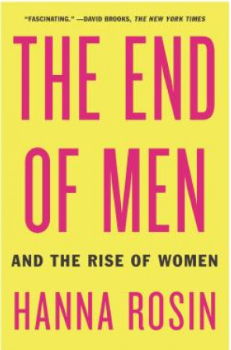 "FASCINATING." —DAVID BROOKS, THE NEW YORK TIMES
THE END
OF MEN
AND THE RISE OF WOMEN
HANNA ROSIN